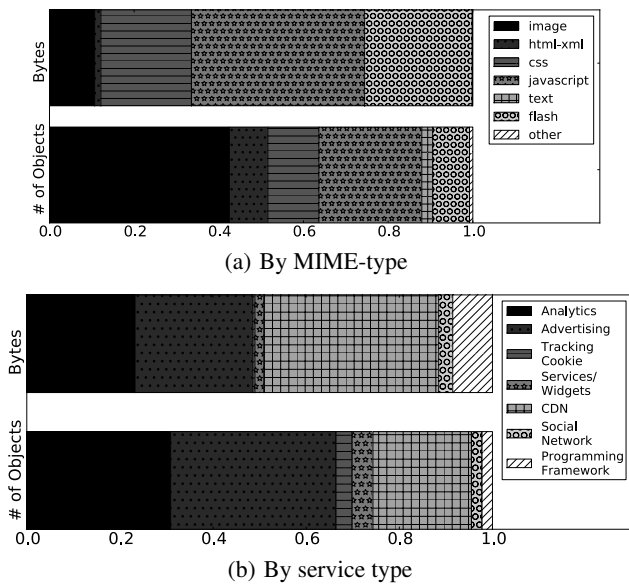 Bytes
# of Objects
image
html-xml
css
javascript
text
flash
other
0.0 0.2 0.4 0.6 0.8 1.0
(a) By MIME-type
Bytes
# of Objects
Analytics
Advertising
Tracking
Cookie
Services/
Widgets
CDN
Social
Network
Programming
Framework
0.0 0.2 0.4 0.6 0.8 1.0
(b) By service type